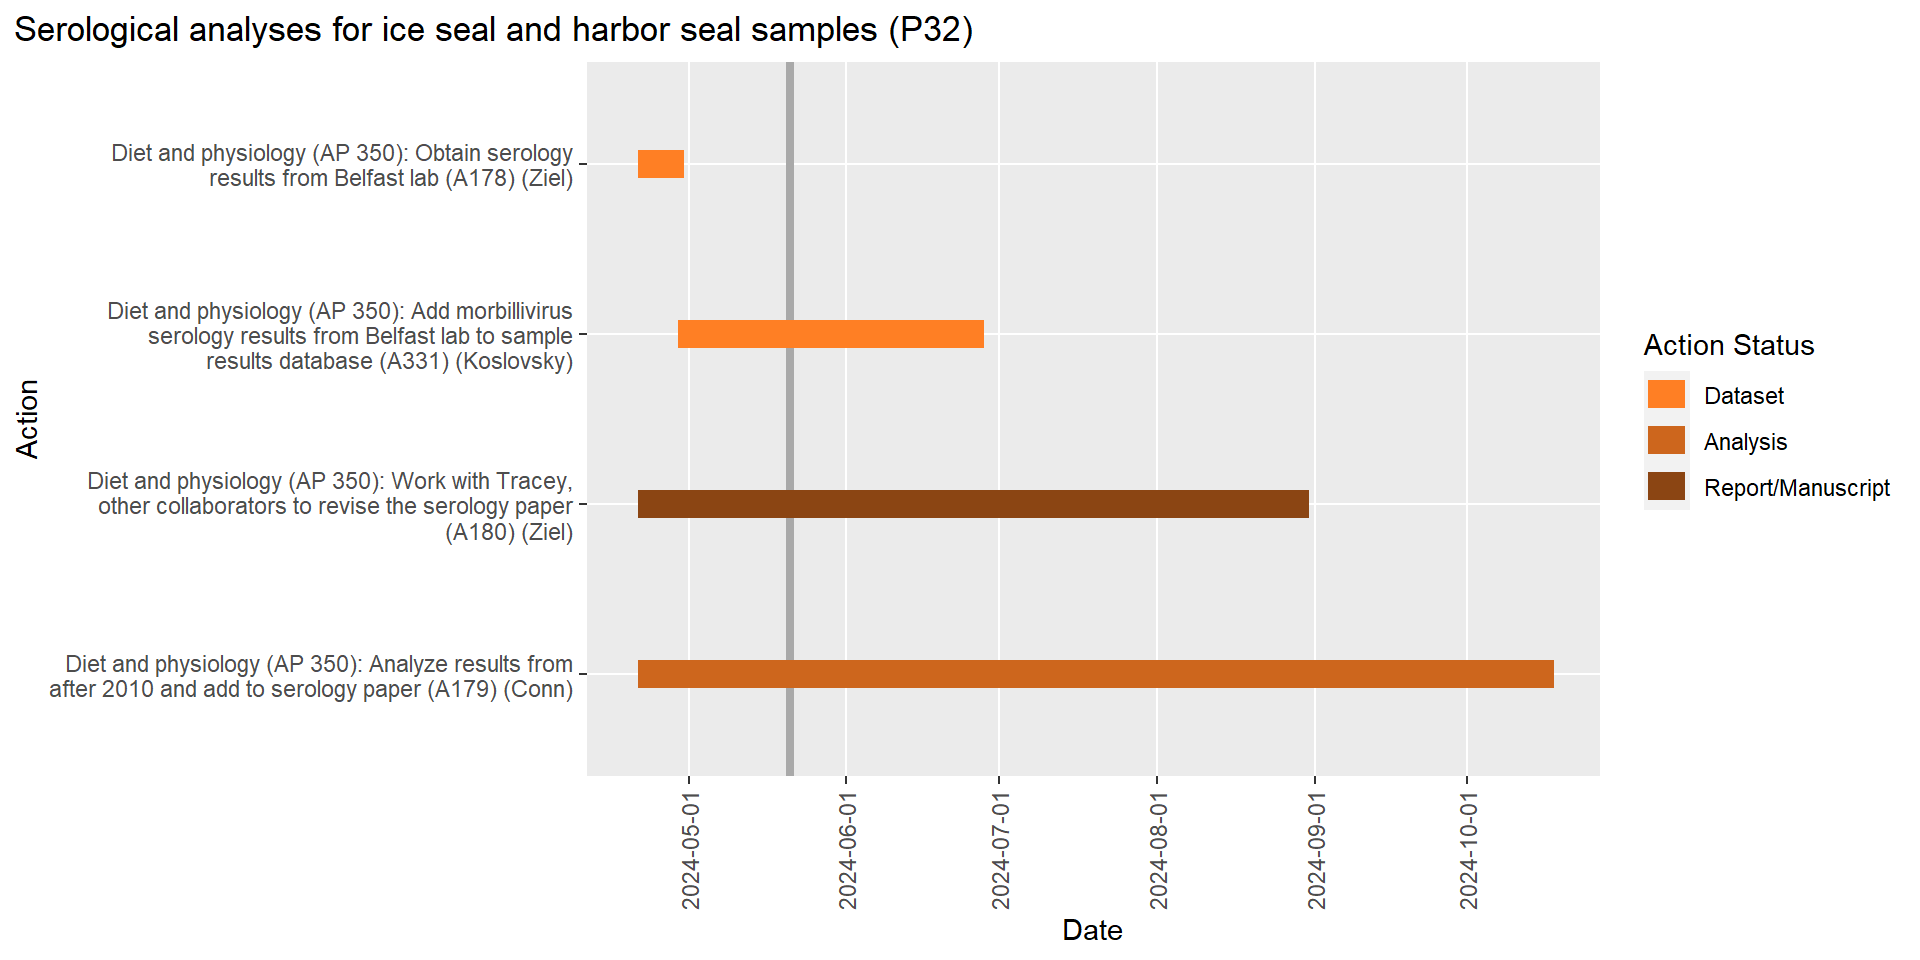 Serological analyses for ice seal and harbor seal samples (P32)
Action
Diet and physiology (AP 350): Obtain serology
results from Belfast lab (A178) (Ziel)
Diet and physiology (AP 350): Add morbillivirus
serology results from Belfast lab to sample
results database (A331) (Koslovsky)
Diet and physiology (AP 350): Work with Tracey,
other collaborators to revise the serology paper
(A180) (Ziel)
Diet and physiology (AP 350): Analyze results from
after 2010 and add to serology paper (A179) (Conn)
2024-05-01
2024-06-01
2024-07-01
2024-08-01
2024-09-01
2024-10-01
Date
Action Status
Dataset
Analysis
Report/Manuscript